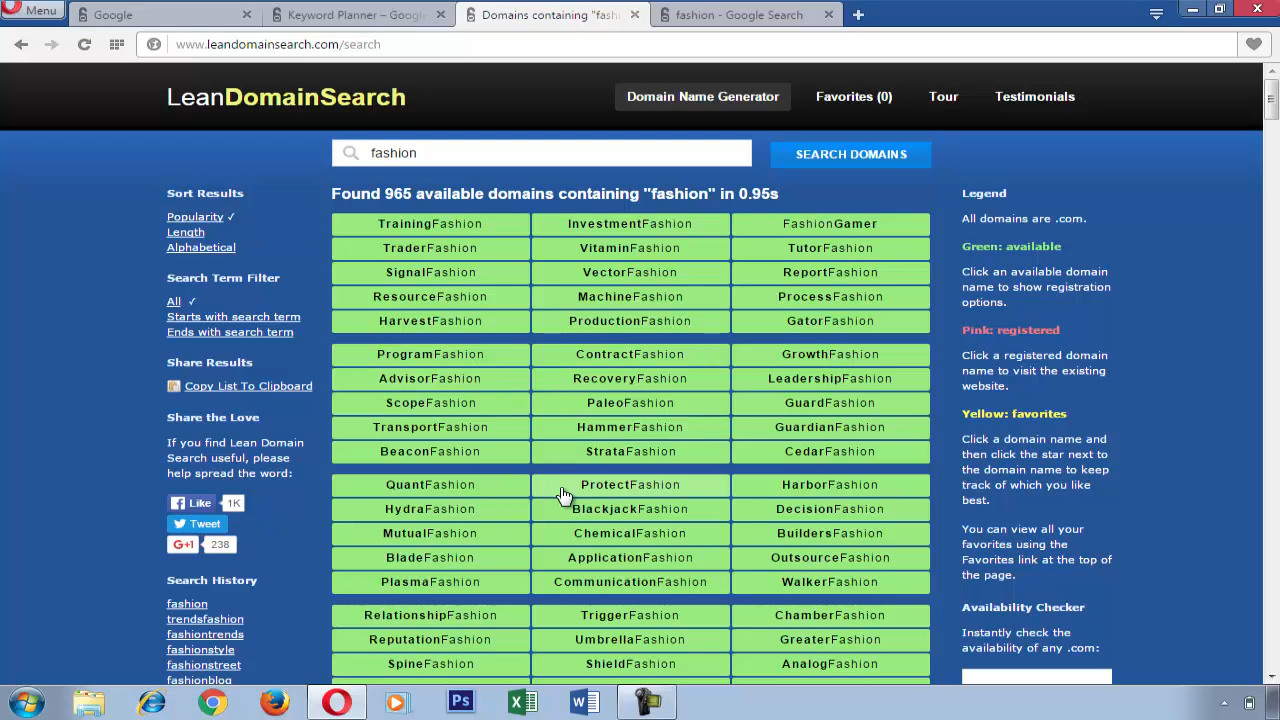 Menu
Google
Keyword Planner – Google
Domains containing "fash
fashion - Google Search
www.leandomainsearch.com/search
LeanDomainSearch
Domain Name Generator
Favorites (0)
Tour
Testimonials
fashion
SEARCH DOMAINS
Sort Results
Popularity ✓
Length
Alphabetical
Search Term Filter
All ✓
Starts with search term
Ends with search term
Share Results
Copy List To Clipboard
Share the Love
If you find Lean Domain
Search useful, please
help spread the word:
Like 1K
Tweet
G+1 238
Search History
fashion
trendsfashion
fashiontrends
fashionstyle
fashionstreet
fashionblog
Found 965 available domains containing "fashion" in 0.95s
TrainingFashion InvestmentFashion FashionGamer
TraderFashion VitaminFashion TutorFashion
SignalFashion VectorFashion ReportFashion
ResourceFashion MachineFashion ProcessFashion
HarvestFashion ProductionFashion GatorFashion
ProgramFashion ContractFashion GrowthFashion
AdvisorFashion RecoveryFashion LeadershipFashion
ScopeFashion PaleoFashion GuardFashion
TransportFashion HammerFashion GuardianFashion
BeaconFashion StrataFashion CedarFashion
QuantFashion ProtectFashion HarborFashion
HydraFashion BlackjackFashion DecisionFashion
MutualFashion ChemicalFashion BuildersFashion
BladeFashion ApplicationFashion OutsourceFashion
PlasmaFashion CommunicationFashion WalkerFashion
RelationshipFashion TriggerFashion ChamberFashion
ReputationFashion UmbrellaFashion GreaterFashion
SpineFashion ShieldFashion AnalogFashion
Legend
All domains are .com.
Green: available
Click an available domain
name to show registration
options.
Pink: registered
Click a registered domain
name to visit the existing
website.
Yellow: favorites
Click a domain name and
then click the star next to
the domain name to keep
track of which you like
best.
You can view all your
favorites using the
Favorites link at the top of
the page.
Availability Checker
Instantly check the
availability of any .com:
Ps